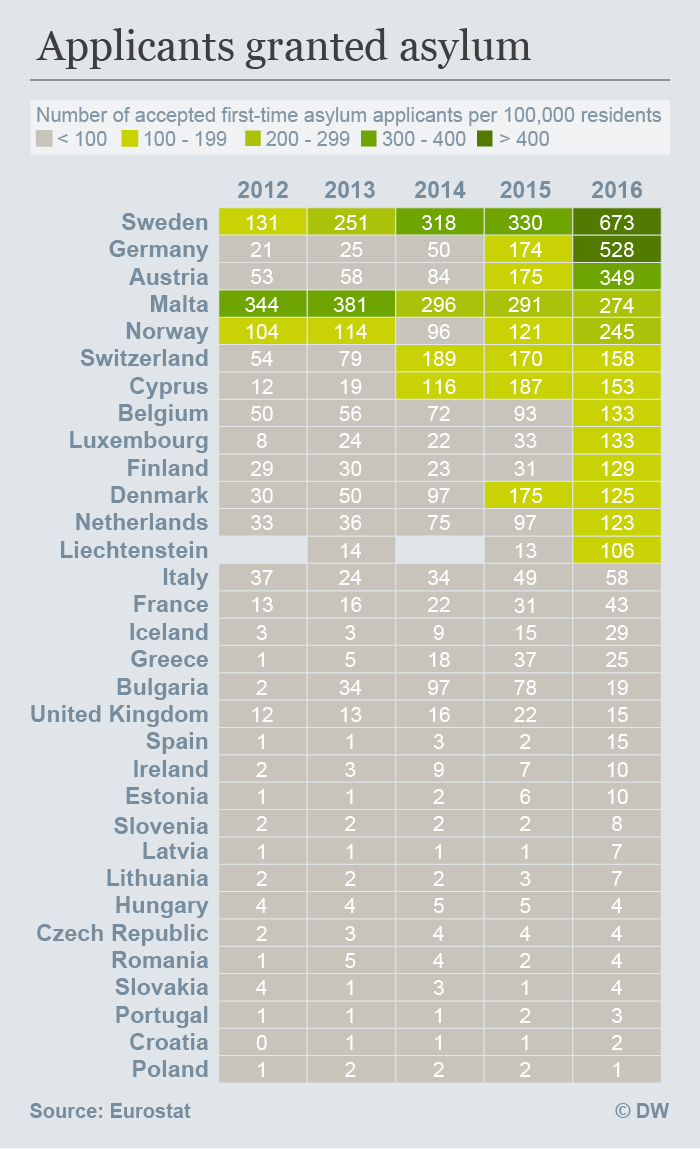 Applicants granted asylum
Number of accepted first-time asylum applicants per 100,000 residents
< 100 100 - 199 200 - 299 300 - 400 > 400
2012 2013 2014 2015 2016
Sweden 131 251 318 330 673
Germany 21 25 50 174 528
Austria 53 58 84 175 349
Malta 344 381 296 291 274
Norway 104 114 96 121 245
Switzerland 54 79 189 170 158
Cyprus 12 19 116 187 153
Belgium 50 56 72 93 133
Luxembourg 8 24 22 33 133
Finland 29 30 23 31 129
Denmark 30 50 97 175 125
Netherlands 33 36 75 97 123
Liechtenstein 14 13 106
Italy 37 24 34 49 58
France 13 16 22 31 43
Iceland 3 3 9 15 29
Greece 1 5 18 37 25
Bulgaria 2 34 97 78 19
United Kingdom 12 13 16 22 15
Spain 1 1 3 2 15
Ireland 2 3 9 7 10
Estonia 1 1 2 6 10
Slovenia 2 2 2 2 8
Latvia 1 1 1 1 7
Lithuania 2 2 2 3 7
Hungary 4 4 5 5 4
Czech Republic 2 3 4 4 4
Romania 1 5 4 2 4
Slovakia 4 1 3 1 4
Portugal 1 1 1 2 3
Croatia 0 1 1 1 2
Poland 1 2 2 2 1
Source: Eurostat © DW